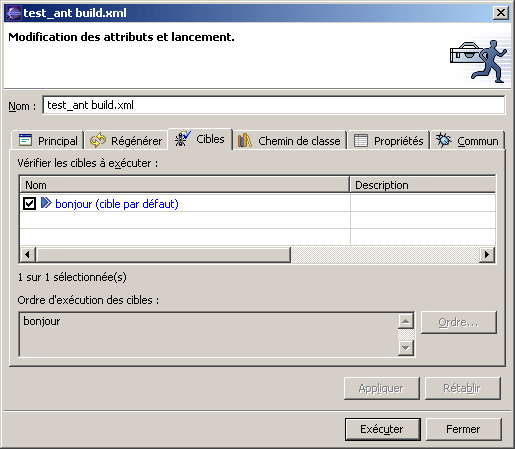 test_ant build.xml
Modification des attributs et lancement.
Nom : test_ant build.xml
Principal Régénérer Cibles Chemin de classe Propriétés Commun
Vérifier les cibles à exécuter :
Nom Description
bonjour (cible par défaut)
1 sur 1 sélectionnée(s)
Ordre d'exécution des cibles :
bonjour
Ordre...
Appliquer Rétablir
Exécuter Fermer